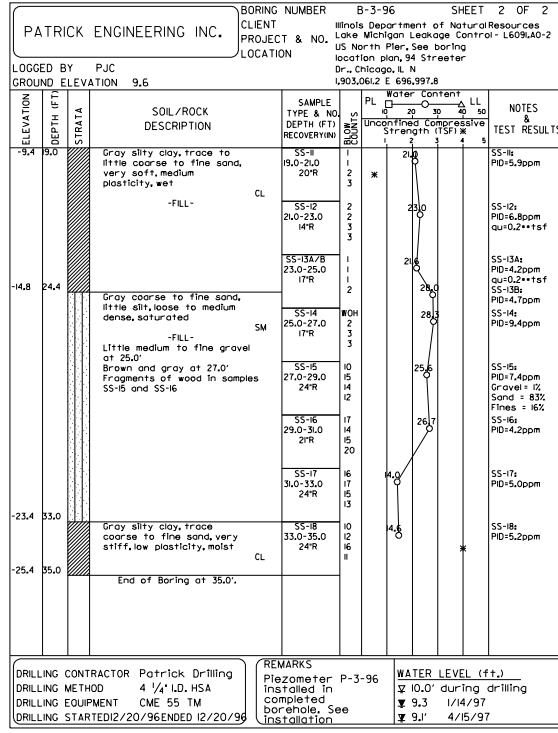 PATRICK ENGINEERING INC.
BORING NUMBER B-3-96 SHEET 2 OF 2
CLIENT Illinois Department of Natural Resources
PROJECT & NO. Lake Michigan Leakage Control - L609LA0-2
LOCATION US North Pier, See boring
location plan, 94 Streeter
Dr., Chicago, IL N
1,903,061.2 E 696,997.8
LOGGED BY PJC
GROUND ELEVATION 9.6
ELEVATION
DEPTH (FT)
STRATA
SOIL/ROCK
DESCRIPTION
SAMPLE
TYPE & NO.
DEPTH (FT)
RECOVERY(IN)
BLOW
COUNTS
Water Content
PL LL
10 20 30 40 50
Unconfined Compressive
Strength (TSF) ※
1 2 3 4 5
NOTES
&
TEST RESULTS
-9.4 19.0
Gray silty clay, trace to
little coarse to fine sand,
very soft, medium
plasticity, wet
CL
-FILL-
SS-11
19.0-21.0
20"R
1
1
2
3
21.0
SS-11:
PID=5.9ppm
SS-12
21.0-23.0
14"R
2
2
3
3
23.0
SS-12:
PID=6.8ppm
qu=0.2**tsf
SS-13A/B
23.0-25.0
17"R
1
1
1
2
21.6
28.0
SS-13A:
PID=4.2ppm
qu=0.2**tsf
SS-13B:
PID=4.7ppm
-14.8 24.4
Gray coarse to fine sand,
little silt, loose to medium
dense, saturated
SM
-FILL-
Little medium to fine gravel
at 25.0'
Brown and gray at 27.0'
Fragments of wood in samples
SS-15 and SS-16
SS-14
25.0-27.0
17"R
WOH
2
3
3
28.3
SS-14:
PID=9.4ppm
SS-15
27.0-29.0
24"R
10
15
14
12
25.6
SS-15:
PID=7.4ppm
Gravel = 1%
Sand = 83%
Fines = 16%
SS-16
29.0-31.0
21"R
17
14
15
20
26.7
SS-16:
PID=4.2ppm
SS-17
31.0-33.0
24"R
16
17
15
13
14.0
SS-17:
PID=5.0ppm
-23.4 33.0
Gray silty clay, trace
coarse to fine sand, very
stiff, low plasticity, moist
CL
SS-18
33.0-35.0
24"R
10
12
16
11
14.6
SS-18:
PID=5.2ppm
-25.4 35.0
End of Boring at 35.0'.
DRILLING CONTRACTOR Patrick Drilling
DRILLING METHOD 4 1/4" I.D. HSA
DRILLING EQUIPMENT CME 55 TM
DRILLING STARTED12/20/96ENDED 12/20/96
REMARKS
Piezometer P-3-96
installed in
completed
borehole. See
installation
WATER LEVEL (ft.)
10.0' during drilling
9.3 1/14/97
9.1' 4/15/97